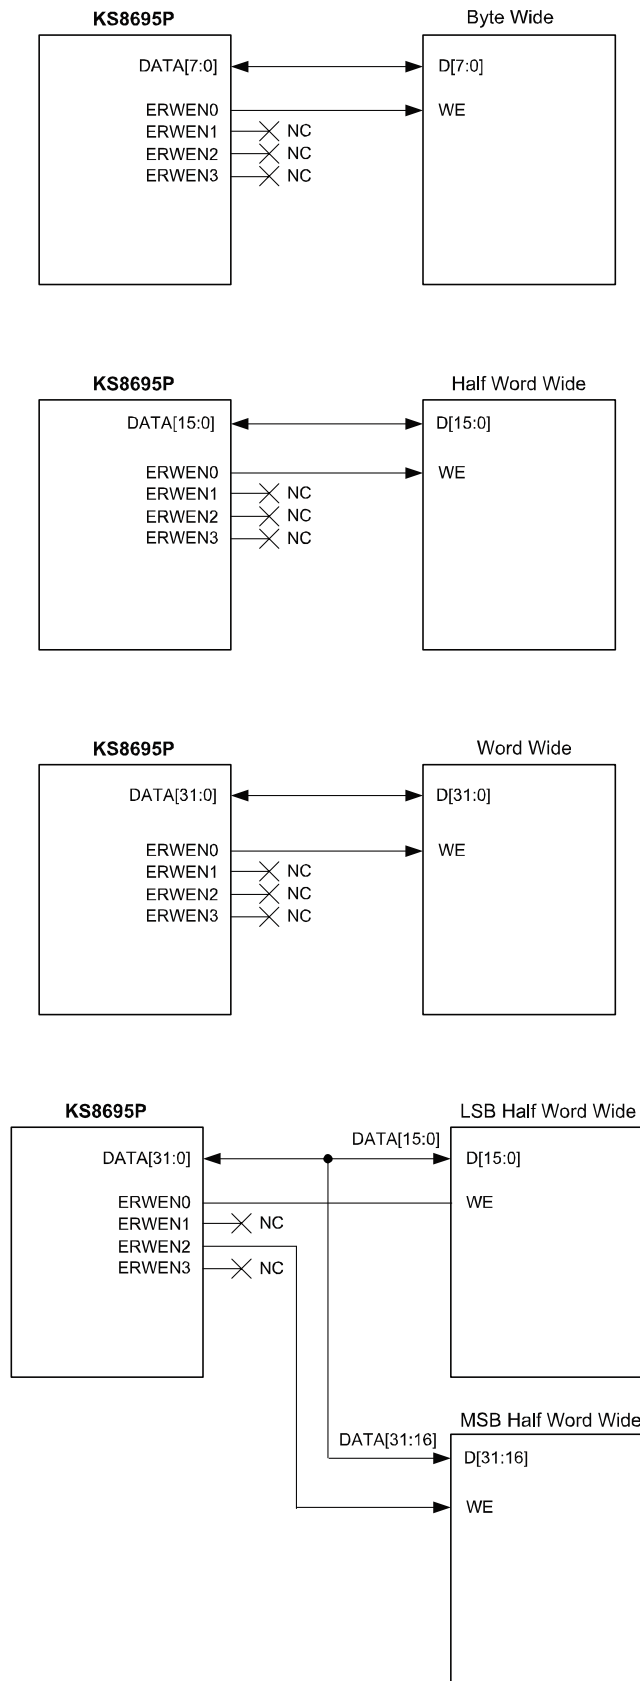 KS8695P Byte Wide
DATA[7:0] D[7:0]
ERWEN0 WE
ERWEN1 NC
ERWEN2 NC
ERWEN3 NC
KS8695P Half Word Wide
DATA[15:0] D[15:0]
ERWEN0 WE
ERWEN1 NC
ERWEN2 NC
ERWEN3 NC
KS8695P Word Wide
DATA[31:0] D[31:0]
ERWEN0 WE
ERWEN1 NC
ERWEN2 NC
ERWEN3 NC
KS8695P LSB Half Word Wide
DATA[15:0]
DATA[31:0] D[15:0]
ERWEN0 WE
ERWEN1 NC
ERWEN2
ERWEN3 NC
MSB Half Word Wide
DATA[31:16]
D[31:16]
WE